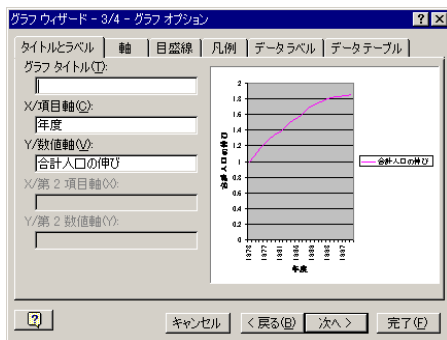 グラフ ウィザード - 3/4 - グラフ オプション
タイトルとラベル 軸 目盛線 凡例 データ ラベル データ テーブル
グラフ タイトル(T):
X/項目軸(C):
年度
Y/数値軸(V):
合計人口の伸び
X/第 2 項目軸(X):
Y/第 2 数値軸(Y):
2
1.8
1.6
1.4
1.2
1
0.8
0.6
0.4
0.2
0
合計人口の伸び
年度
合計人口の伸び
キャンセル
< 戻る(B)
次へ >
完了(F)